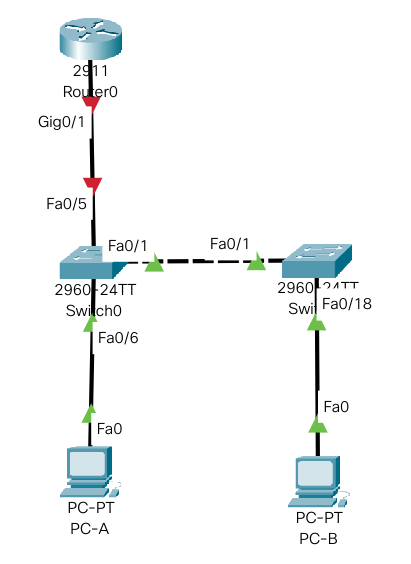 2911
Router0
Gig0/1
Fa0/5
Fa0/1
Fa0/1
2960-24TT
Switch0
2960-24TT
Fa0/18
Fa0/6
Fa0
Fa0
PC-PT
PC-A
PC-PT
PC-B